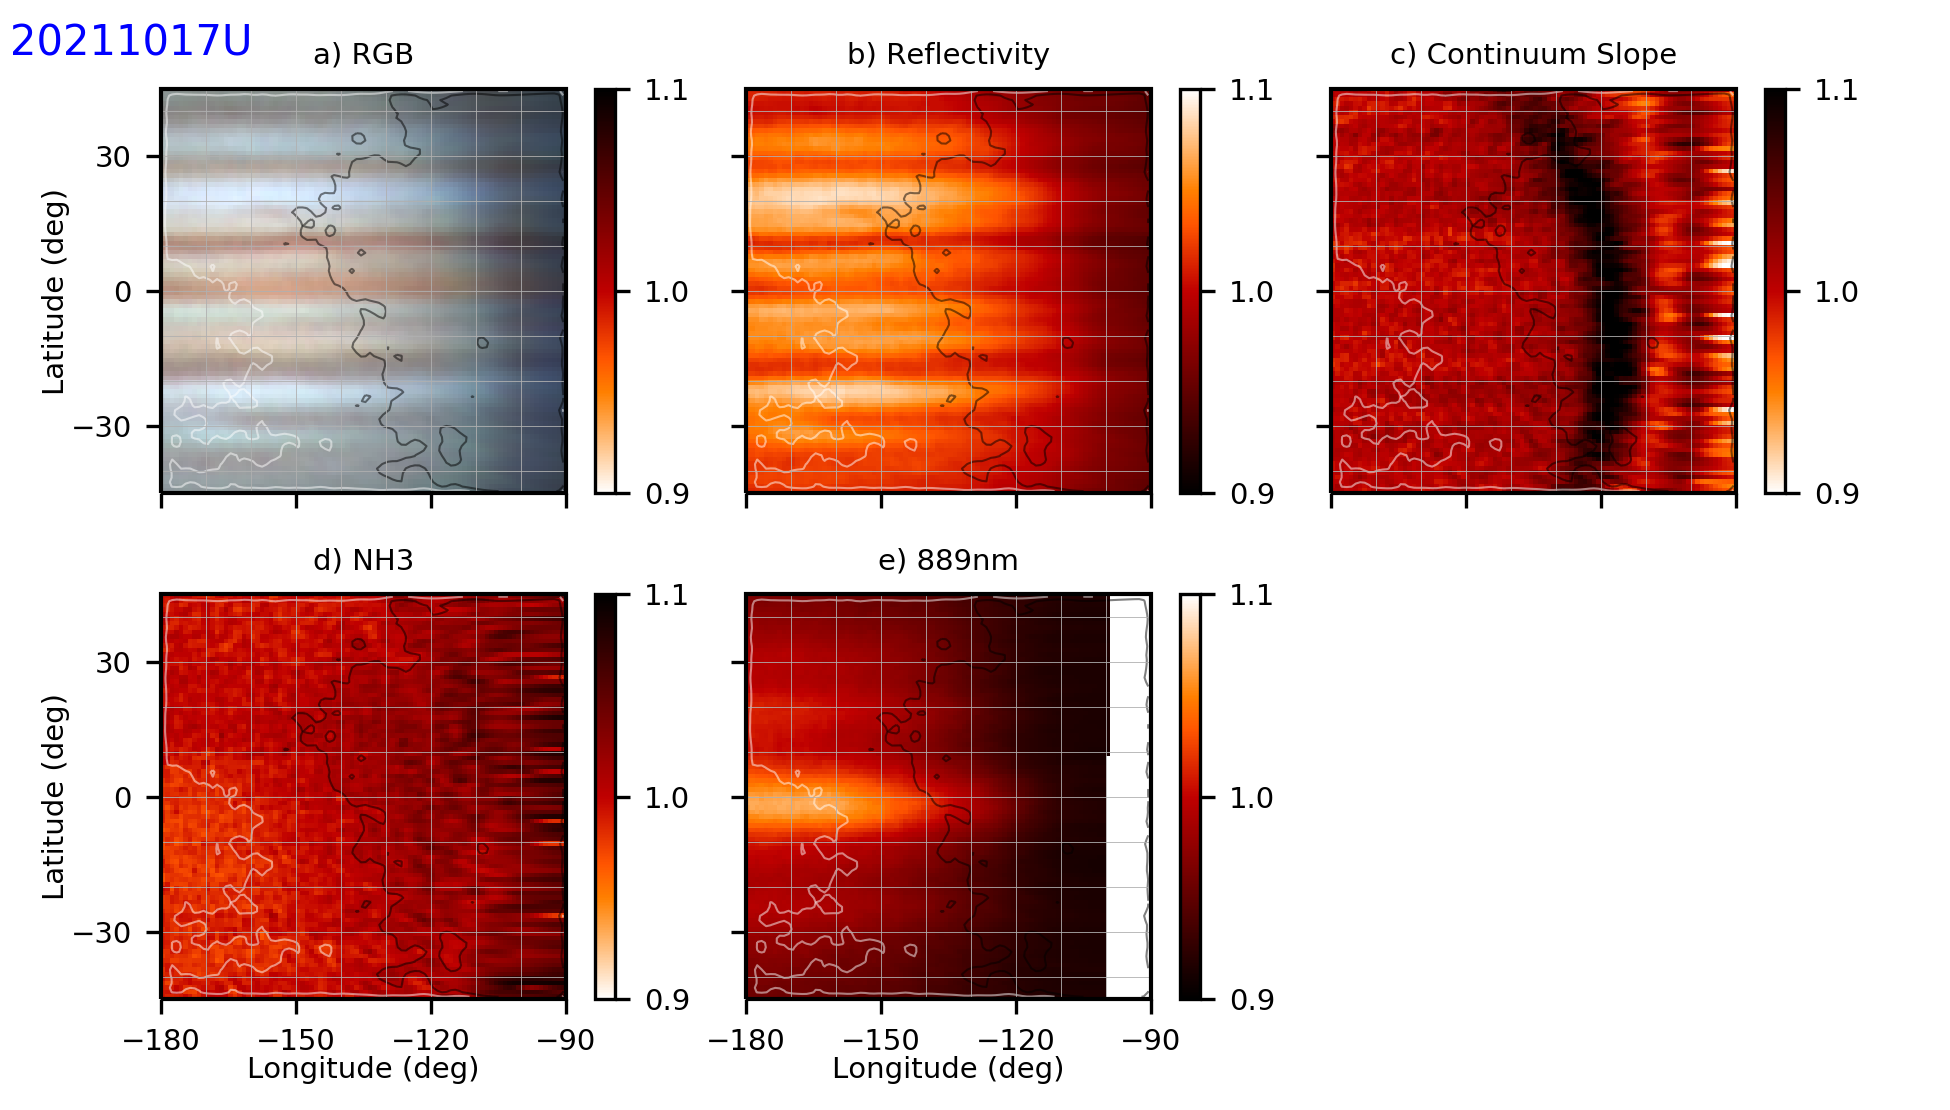 20211017U
a) RGB
b) Reflectivity
c) Continuum Slope
1.1
1.0
0.9
1.1
1.0
0.9
1.1
1.0
0.9
Latitude (deg)
30
0
−30
d) NH3
e) 889nm
1.1
1.0
0.9
1.1
1.0
0.9
Latitude (deg)
30
0
−30
−180
−150
−120
−90
−180
−150
−120
−90
Longitude (deg)
Longitude (deg)